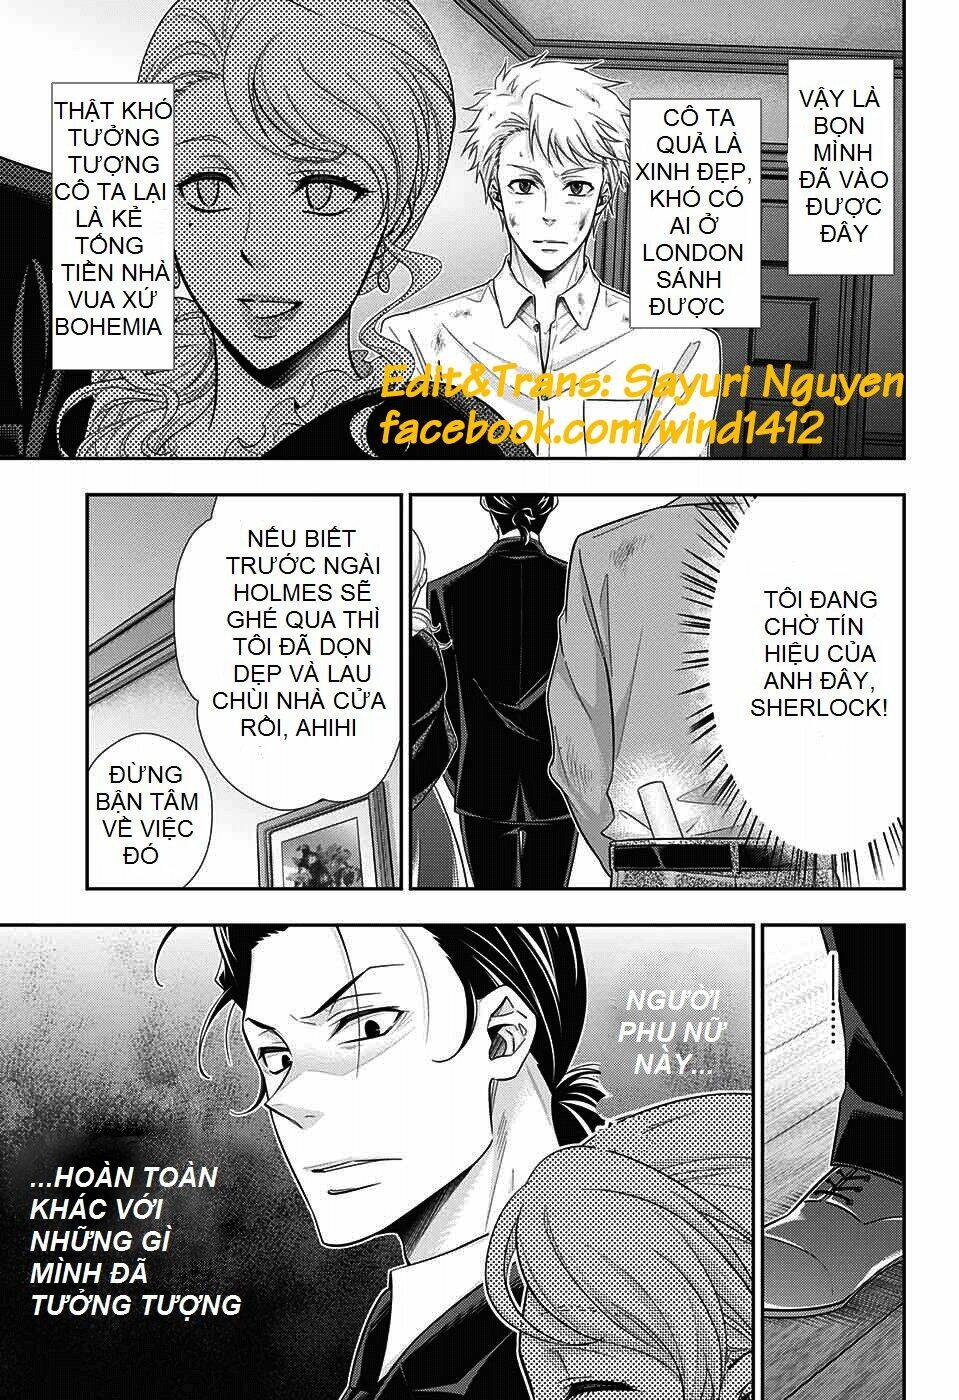 VẬY LÀ
BỌN
MÌNH
ĐÃ VÀO
ĐƯỢC
ĐÂY
CÔ TA
QUẢ LÀ
XINH ĐẸP,
KHÓ CÓ
AI Ở
LONDON
SÁNH
ĐƯỢC
THẬT KHÓ
TƯỞNG
TƯỢNG
CÔ TA LẠI
LÀ KẺ
TỐNG
TIỀN NHÀ
VUA XỨ
BOHEMIA
Edit&Trans: Sayuri Nguyen
facebook.com/wind1412
TÔI ĐANG
CHỜ TÍN
HIỆU CỦA
ANH ĐÂY,
SHERLOCK!
NẾU BIẾT
TRƯỚC NGÀI
HOLMES SẼ
GHÉ QUA THÌ
TÔI ĐÃ DỌN
DẸP VÀ LAU
CHÙI NHÀ CỬA
RỒI, AHIHI
ĐỪNG
BẬN TÂM
VỀ VIỆC
ĐÓ
NGƯỜI
PHỤ NỮ
NÀY...
...HOÀN TOÀN
KHÁC VỚI
NHỮNG GÌ
MÌNH ĐÃ
TƯỞNG TƯỢNG